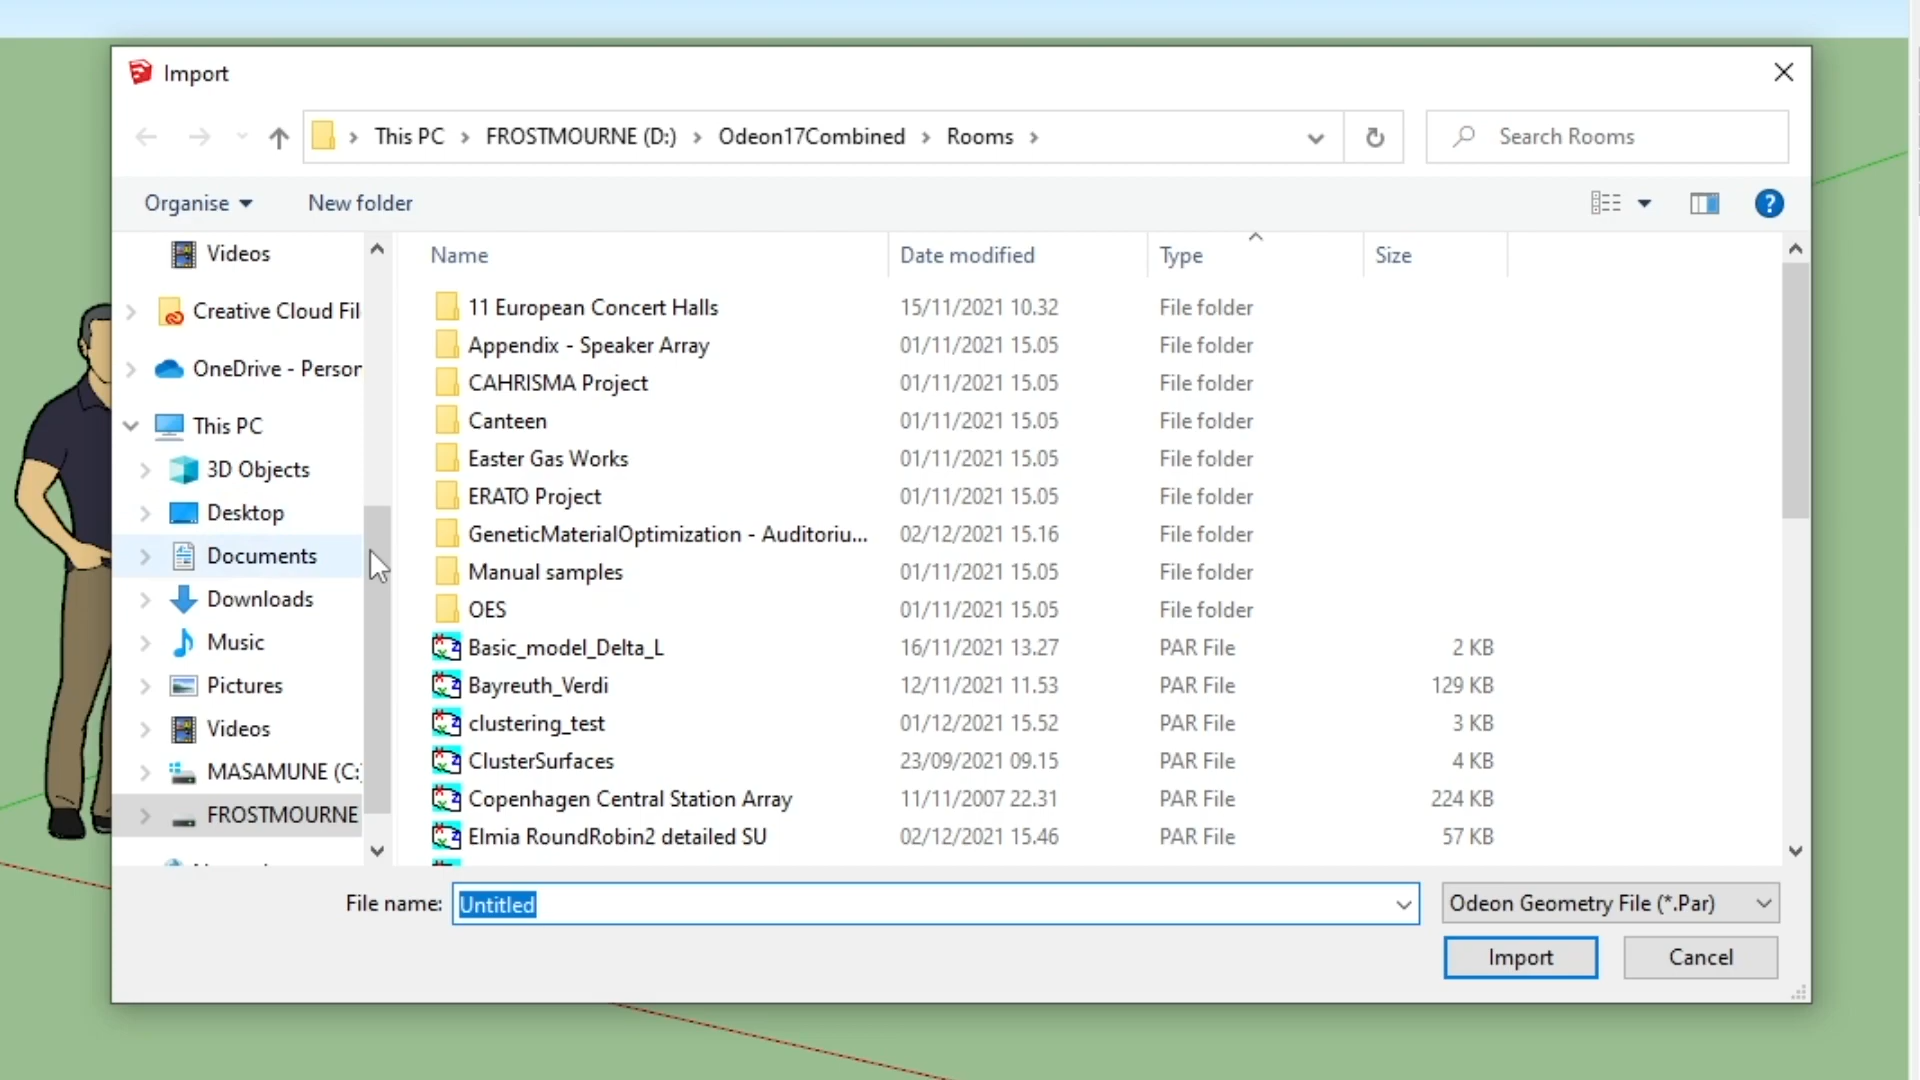 Import
This PC > FROSTMOURNE (D:) > Odeon17Combined > Rooms >
Search Rooms
Organise
New folder
Videos
Creative Cloud Fil
OneDrive - Person
This PC
3D Objects
Desktop
Documents
Downloads
Music
Pictures
Videos
MASAMUNE (C:
FROSTMOURNE
Name Date modified Type Size
11 European Concert Halls 15/11/2021 10.32 File folder
Appendix - Speaker Array 01/11/2021 15.05 File folder
CAHRISMA Project 01/11/2021 15.05 File folder
Canteen 01/11/2021 15.05 File folder
Easter Gas Works 01/11/2021 15.05 File folder
ERATO Project 01/11/2021 15.05 File folder
GeneticMaterialOptimization - Auditoriu... 02/12/2021 15.16 File folder
Manual samples 01/11/2021 15.05 File folder
OES 01/11/2021 15.05 File folder
Basic_model_Delta_L 16/11/2021 13.27 PAR File 2 KB
Bayreuth_Verdi 12/11/2021 11.53 PAR File 129 KB
clustering_test 01/12/2021 15.52 PAR File 3 KB
ClusterSurfaces 23/09/2021 09.15 PAR File 4 KB
Copenhagen Central Station Array 11/11/2007 22.31 PAR File 224 KB
Elmia RoundRobin2 detailed SU 02/12/2021 15.46 PAR File 57 KB
File name: Untitled
Odeon Geometry File (*.Par)
Import
Cancel